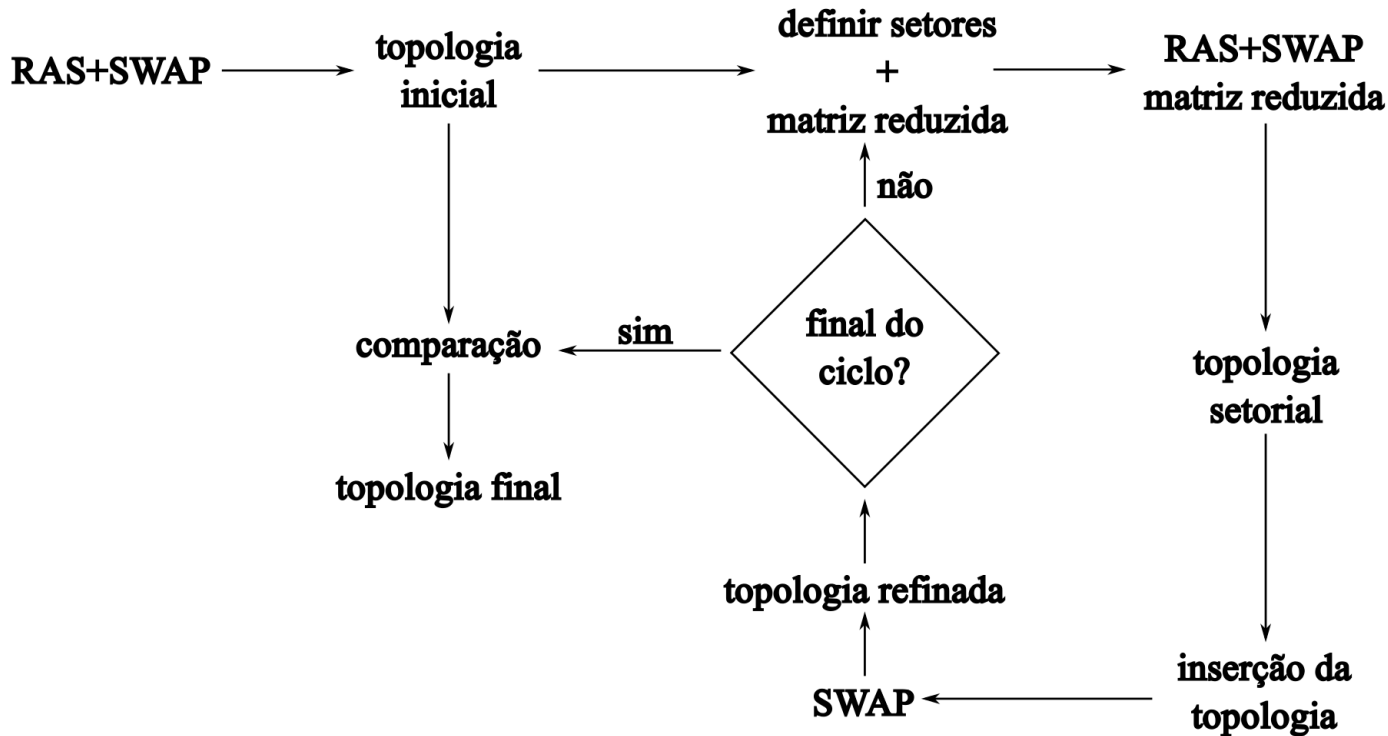 RAS+SWAP
topologia
inicial
definir setores
+
matriz reduzida
RAS+SWAP
matriz reduzida
não
final do
ciclo?
sim
comparação
topologia final
topologia
setorial
topologia refinada
SWAP
inserção da
topologia